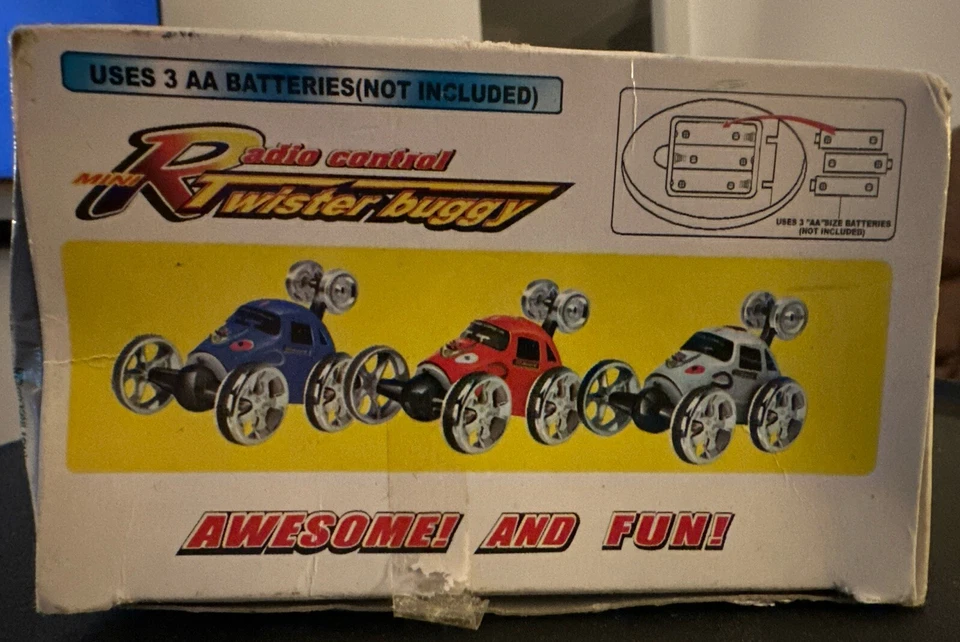 USES 3 AA BATTERIES(NOT INCLUDED)
MINI Radio control
Twister buggy
USES 3 "AA"SIZE BATTERIES
(NOT INCLUDED)
AWESOME! AND FUN!